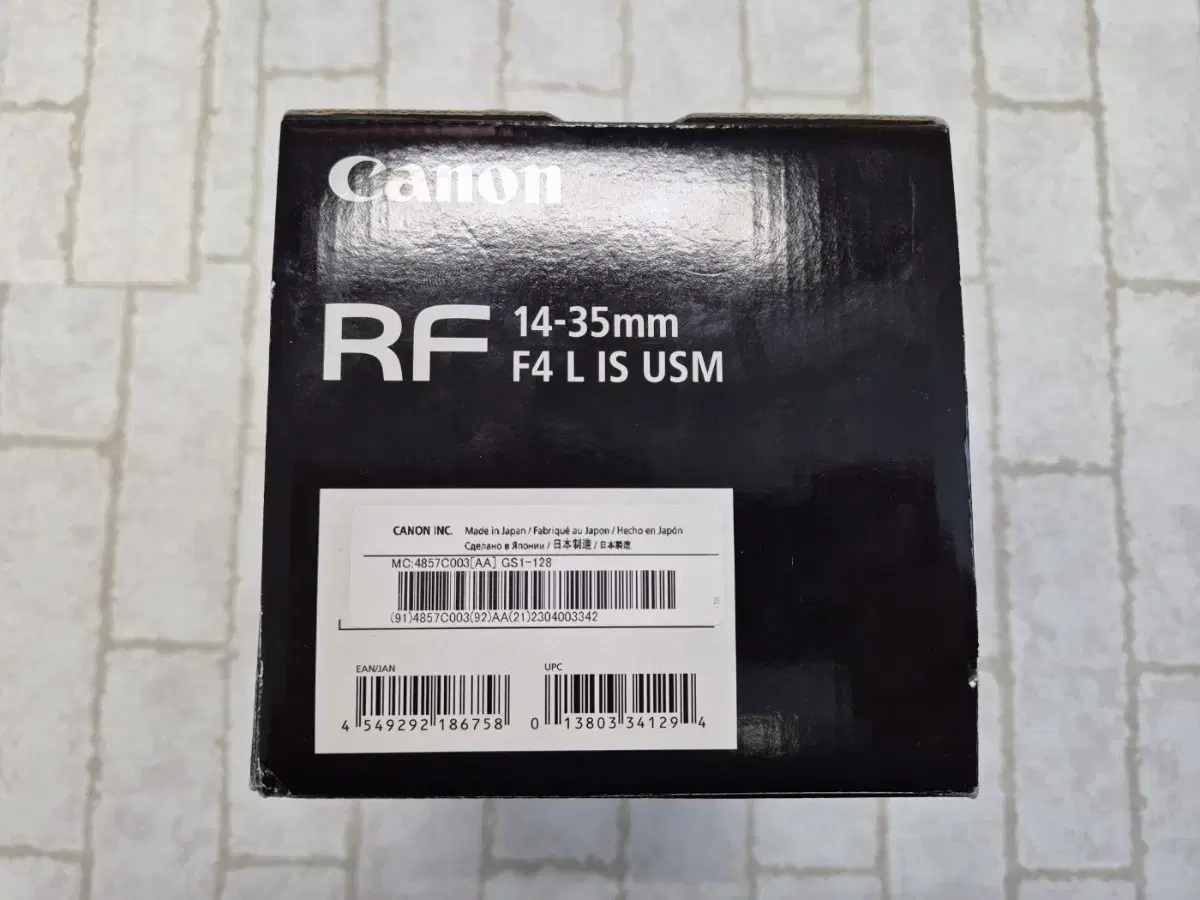 Canon
RF 14-35mm
F4 L IS USM
CANON INC. Made in Japan / Fabriqué au Japon / Hecho en Japón
Сделано в Японии / 日本制造 / 日本製造
MC:4857C003[AA] GS1-128
(91)4857C003(92)AA(21)2304003342
EAN/JAN
UPC
4 549292 186758
0 13803 34129 4